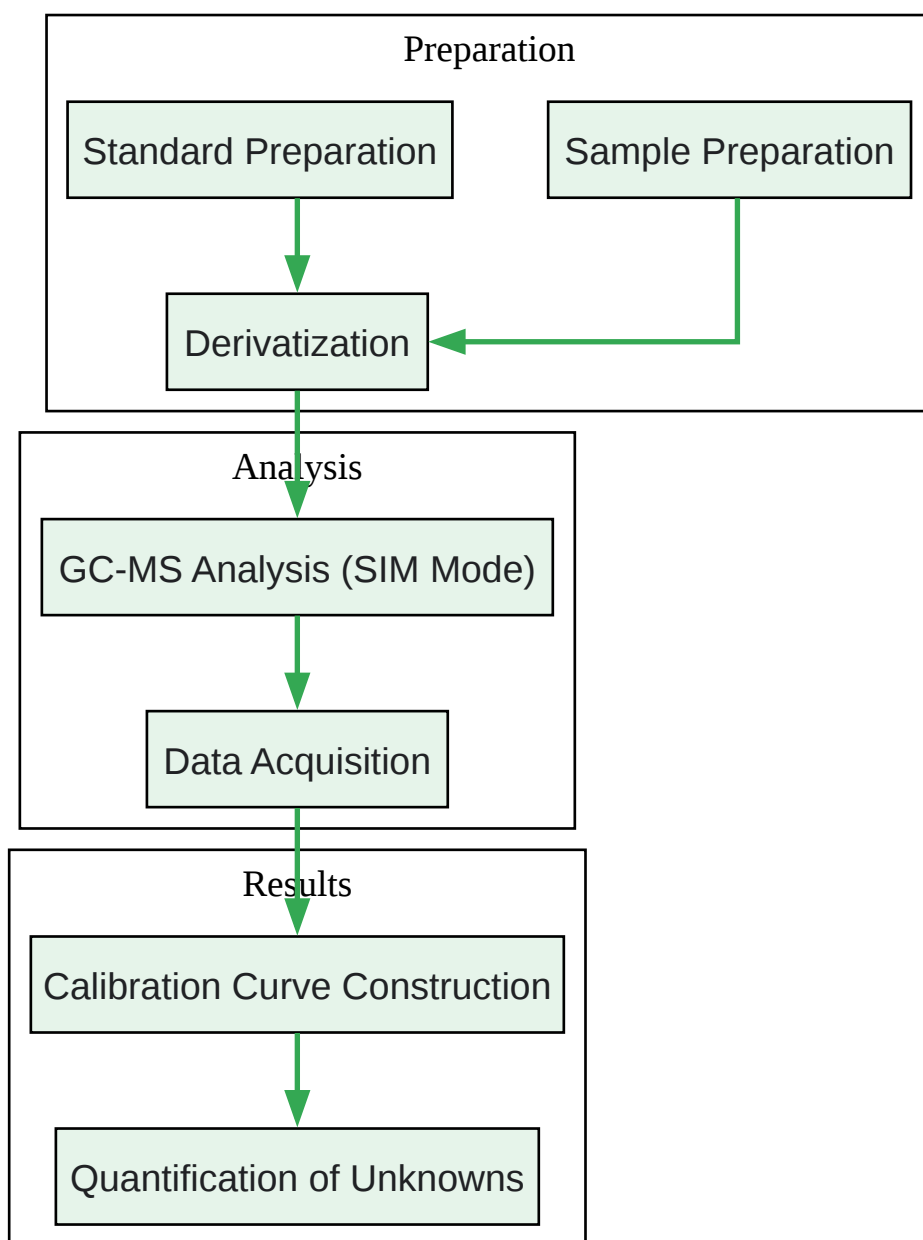 Preparation
Standard Preparation
Sample Preparation
Derivatization
Analysis
GC-MS Analysis (SIM Mode)
Data Acquisition
Results
Calibration Curve Construction
Quantification of Unknowns